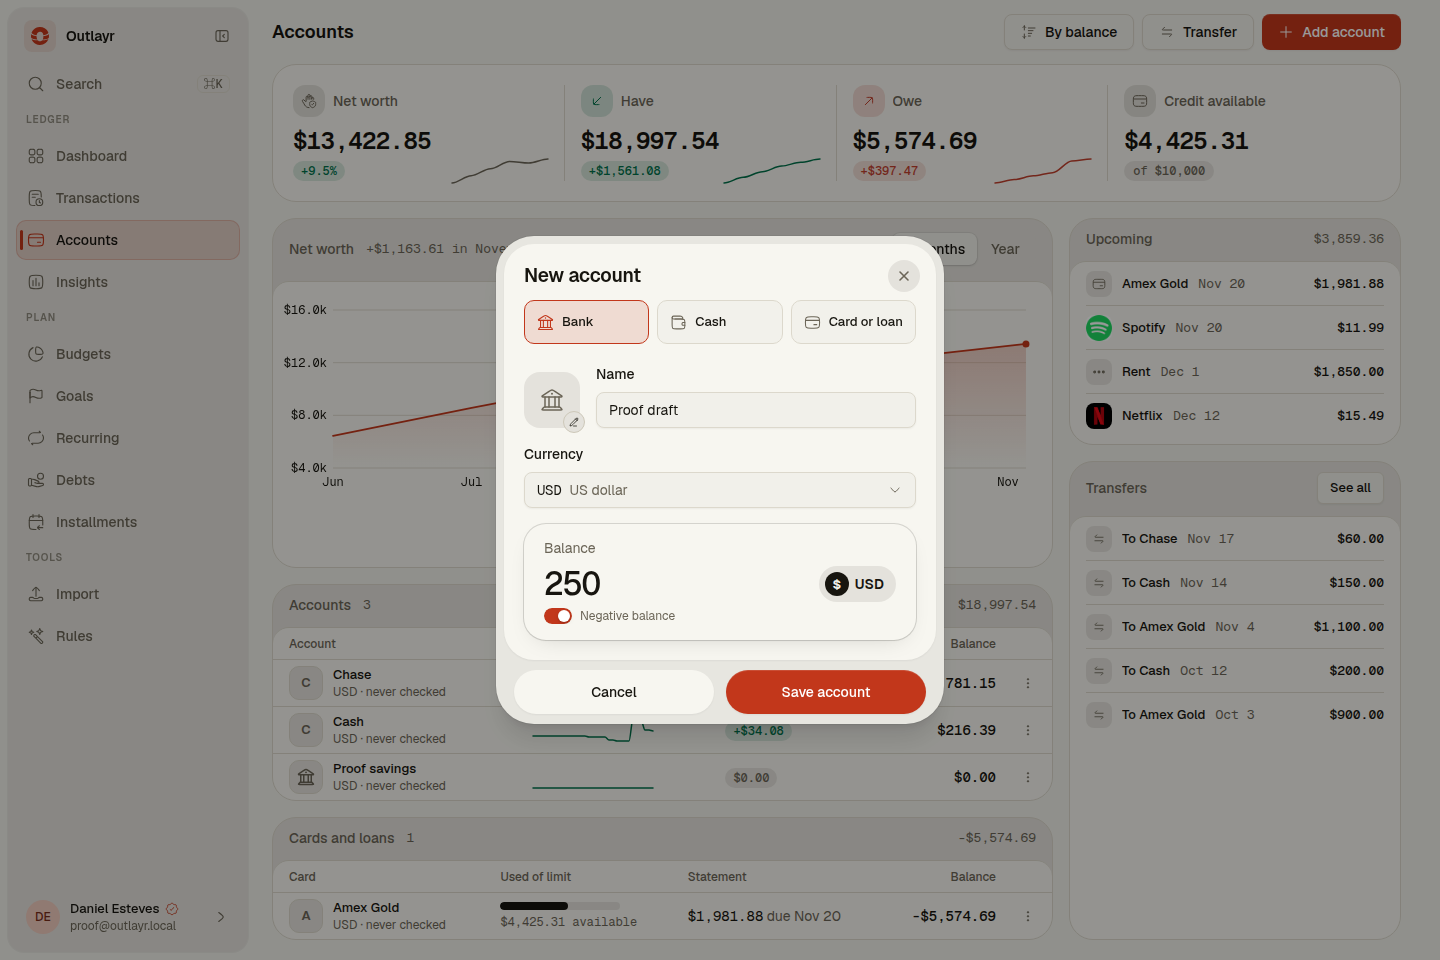 Outlayr
Search
⌘K
LEDGER
Dashboard
Transactions
Accounts
Insights
PLAN
Budgets
Goals
Recurring
Debts
Installments
TOOLS
Import
Rules
DE
Daniel Esteves
proof@outlayr.local
Accounts
By balance
Transfer
Add account
Net worth
$13,422.85
+9.5%
Have
$18,997.54
+$1,561.08
Owe
$5,574.69
+$397.47
Credit available
$4,425.31
of $10,000
Net worth +$1,163.61 in Nove
onths
Year
$16.0k
$12.0k
$8.0k
$4.0k
Jun
Jul
Nov
New account
Bank
Cash
Card or loan
Name
Proof draft
Currency
USD US dollar
Balance
250
$ USD
Negative balance
Cancel
Save account
Accounts 3
$18,997.54
Account
Balance
C
Chase
USD · never checked
781.15
C
Cash
USD · never checked
+$34.08
$216.39
Proof savings
USD · never checked
$0.00
$0.00
Cards and loans 1
-$5,574.69
Card
Used of limit
Statement
Balance
A
Amex Gold
USD · never checked
$4,425.31 available
$1,981.88 due Nov 20
-$5,574.69
Upcoming
$3,859.36
Amex Gold Nov 20
$1,981.88
Spotify Nov 20
$11.99
Rent Dec 1
$1,850.00
N
Netflix Dec 12
$15.49
Transfers
See all
To Chase Nov 17
$60.00
To Cash Nov 14
$150.00
To Amex Gold Nov 4
$1,100.00
To Cash Oct 12
$200.00
To Amex Gold Oct 3
$900.00